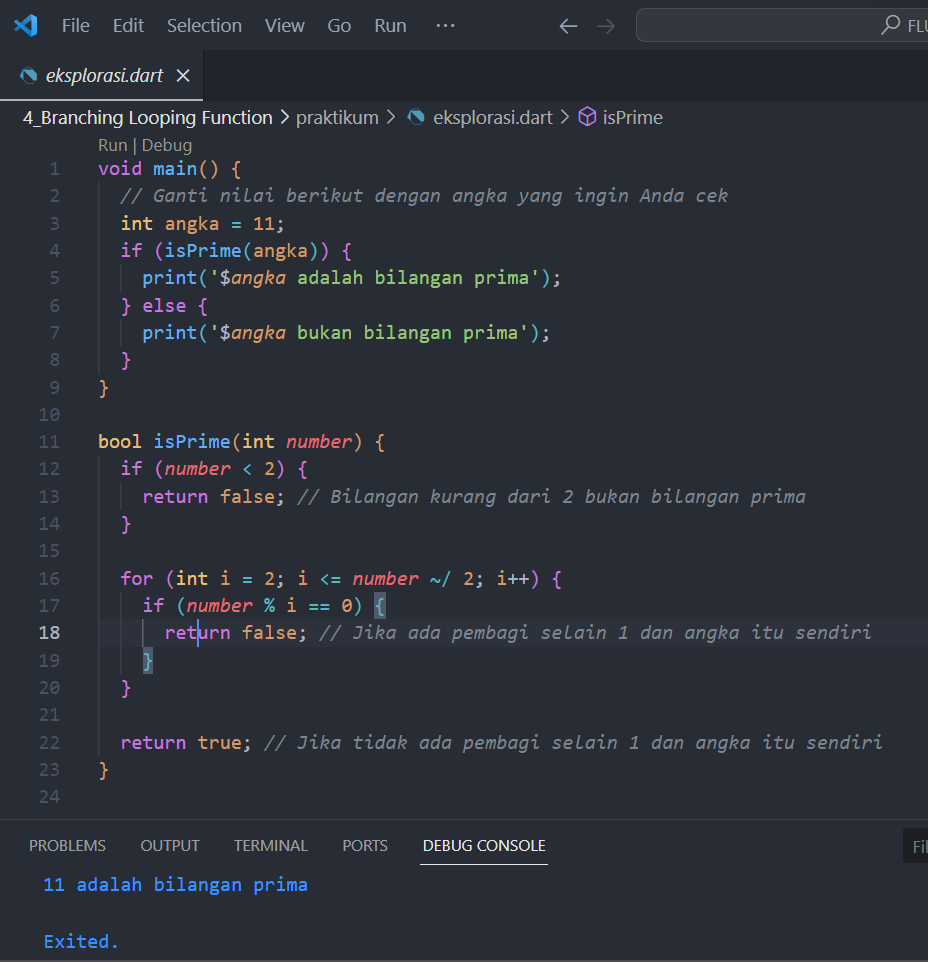 File Edit Selection View Go Run ··· FLU
eksplorasi.dart
4_Branching Looping Function > praktikum > eksplorasi.dart > isPrime
Run | Debug
1 void main() {
2 // Ganti nilai berikut dengan angka yang ingin Anda cek
3 int angka = 11;
4 if (isPrime(angka)) {
5 print('$angka adalah bilangan prima');
6 } else {
7 print('$angka bukan bilangan prima');
8 }
9 }
10
11 bool isPrime(int number) {
12 if (number < 2) {
13 return false; // Bilangan kurang dari 2 bukan bilangan prima
14 }
15
16 for (int i = 2; i <= number ~/ 2; i++) {
17 if (number % i == 0) {
18 return false; // Jika ada pembagi selain 1 dan angka itu sendiri
19 }
20 }
21
22 return true; // Jika tidak ada pembagi selain 1 dan angka itu sendiri
23 }
24
PROBLEMS OUTPUT TERMINAL PORTS DEBUG CONSOLE Fil
11 adalah bilangan prima
Exited.